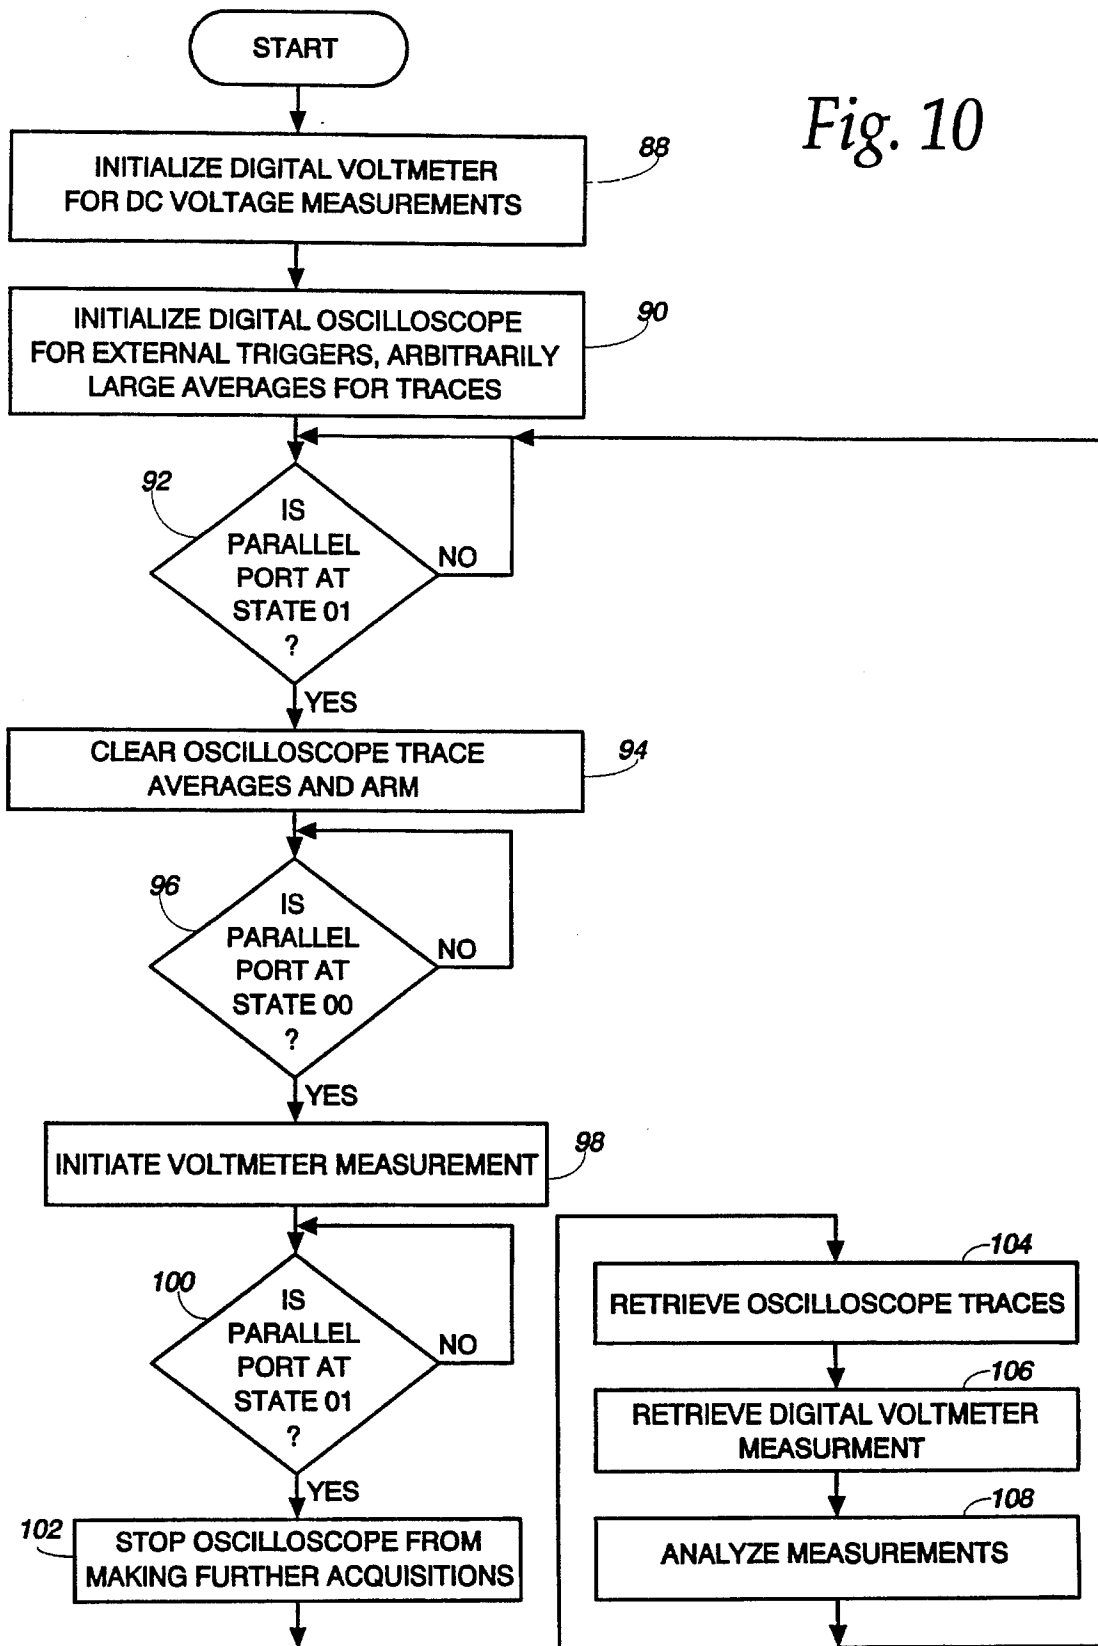 START
Fig. 10
INITIALIZE DIGITAL VOLTMETER
FOR DC VOLTAGE MEASUREMENTS
88
INITIALIZE DIGITAL OSCILLOSCOPE
FOR EXTERNAL TRIGGERS, ARBITRARILY
LARGE AVERAGES FOR TRACES
90
92
IS
PARALLEL
PORT AT
STATE 01
?
NO
YES
CLEAR OSCILLOSCOPE TRACE
AVERAGES AND ARM
94
96
IS
PARALLEL
PORT AT
STATE 00
?
NO
YES
INITIATE VOLTMETER MEASUREMENT
98
100
IS
PARALLEL
PORT AT
STATE 01
?
NO
YES
102
STOP OSCILLOSCOPE FROM
MAKING FURTHER ACQUISITIONS
104
RETRIEVE OSCILLOSCOPE TRACES
106
RETRIEVE DIGITAL VOLTMETER
MEASURMENT
108
ANALYZE MEASUREMENTS